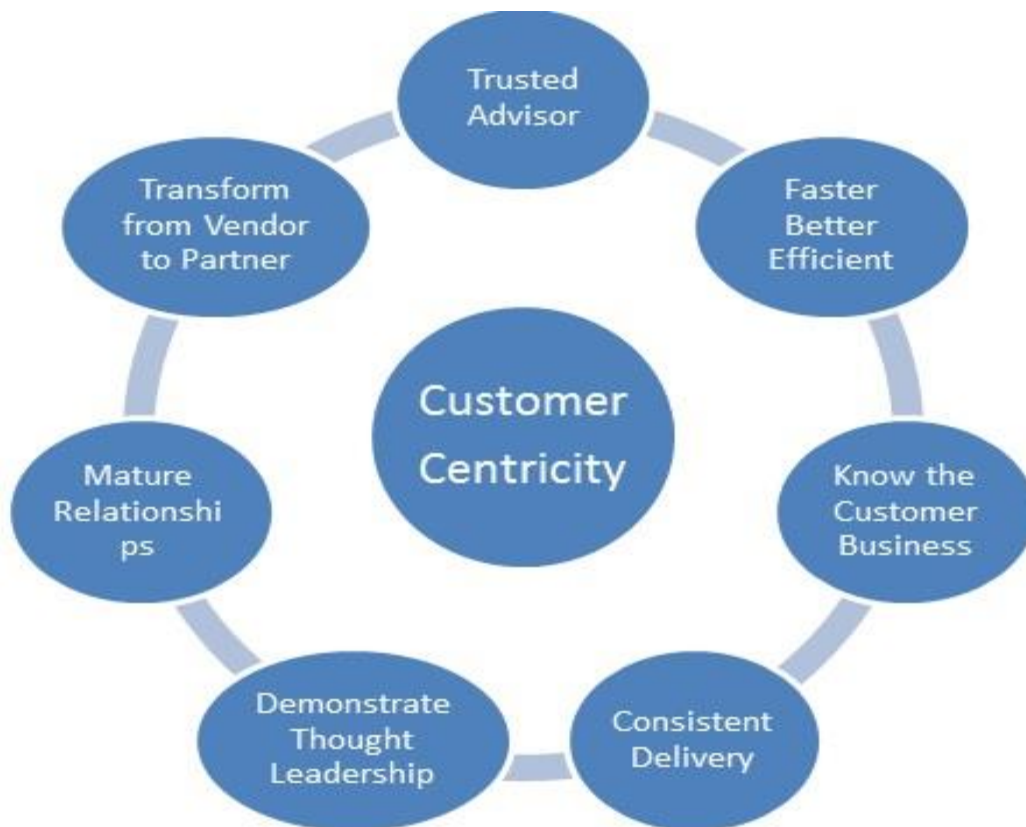 Trusted
Advisor
Faster
Better
Efficient
Know the
Customer
Business
Consistent
Delivery
Demonstrate
Thought
Leadership
Mature
Relationshi
ps
Transform
from Vendor
to Partner
Customer
Centricity